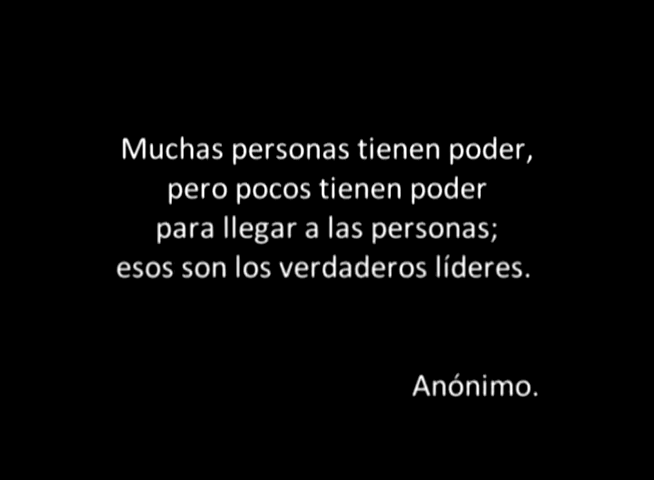 Muchas personas tienen poder,
pero pocos tienen poder
para llegar a las personas;
esos son los verdaderos líderes.
Anónimo.